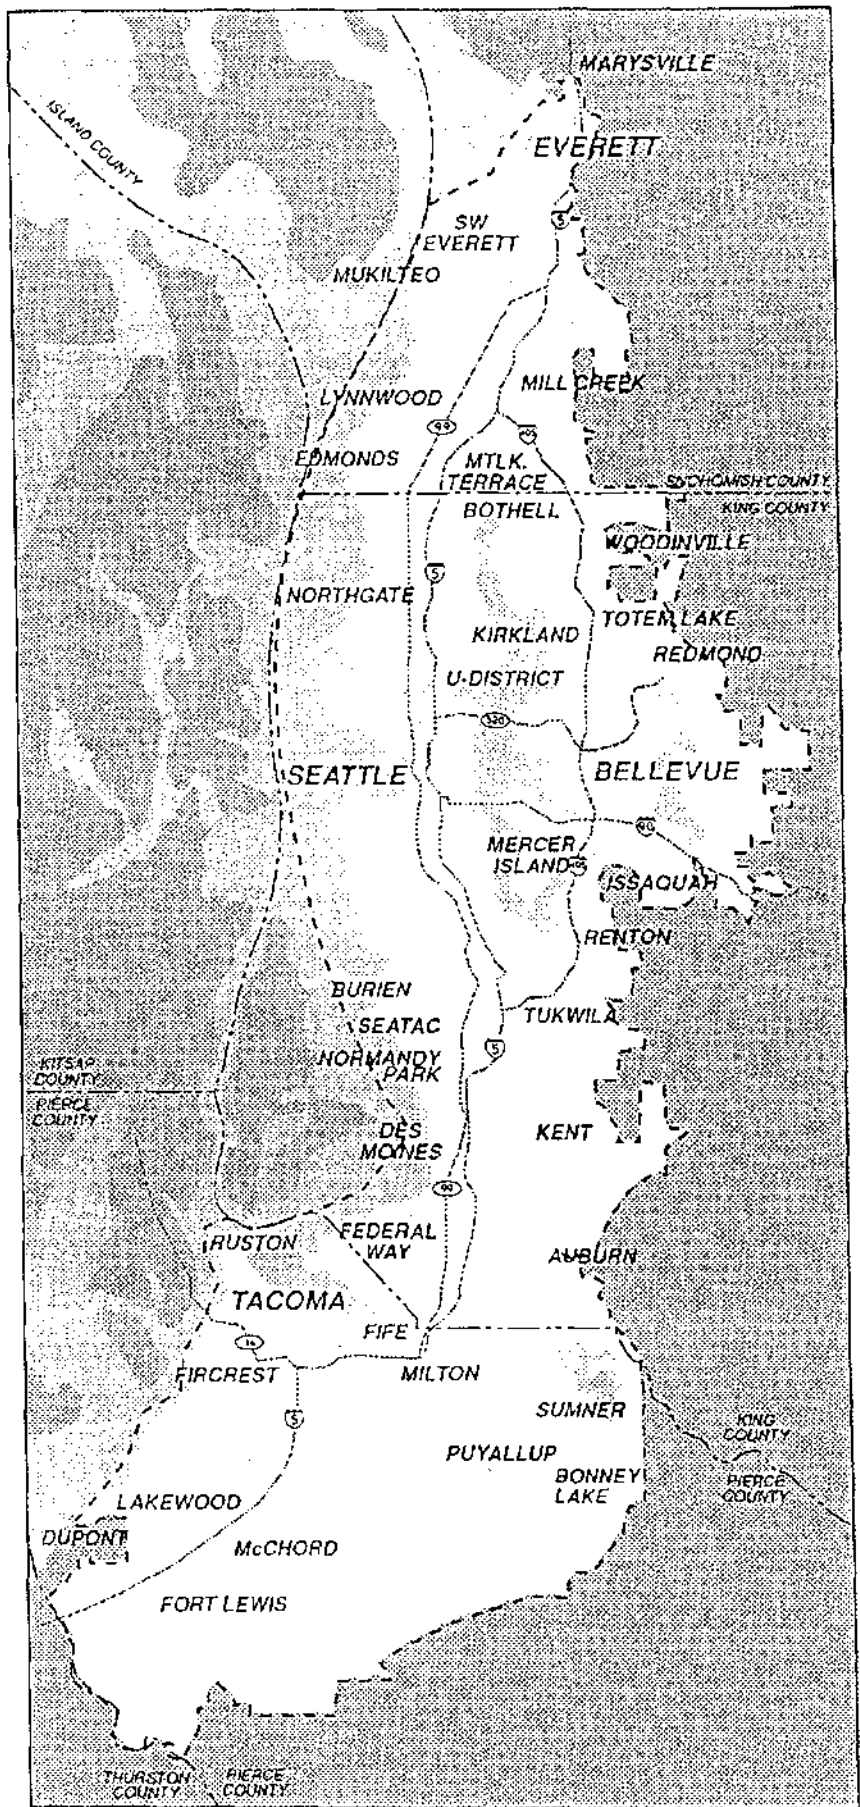 MARYSVILLE
ISLAND COUNTY
EVERETT
5
SW
EVERETT
MUKILTEO
MILL CREEK
LYNNWOOD
99
EDMONDS
MTLK.
TERRACE
SNOHOMISH COUNTY
KING COUNTY
BOTHELL
WOODINVILLE
5
NORTHGATE
TOTEM LAKE
KIRKLAND
REDMOND
U-DISTRICT
520
SEATTLE
BELLEVUE
90
MERCER
ISLAND
ISSAQUAH
RENTON
BURIEN
TUKWILA
SEATAC
5
NORMANDY
PARK
KITSAP
COUNTY
PIERCE
COUNTY
DES
MOINES
KENT
99
FEDERAL
WAY
RUSTON
AUBURN
TACOMA
FIFE
16
FIRCREST
MILTON
SUMNER
5
KING
COUNTY
PUYALLUP
BONNEY
LAKE
PIERCE
COUNTY
LAKEWOOD
DUPONT
McCHORD
FORT LEWIS
THURSTON
COUNTY
PIERCE
COUNTY